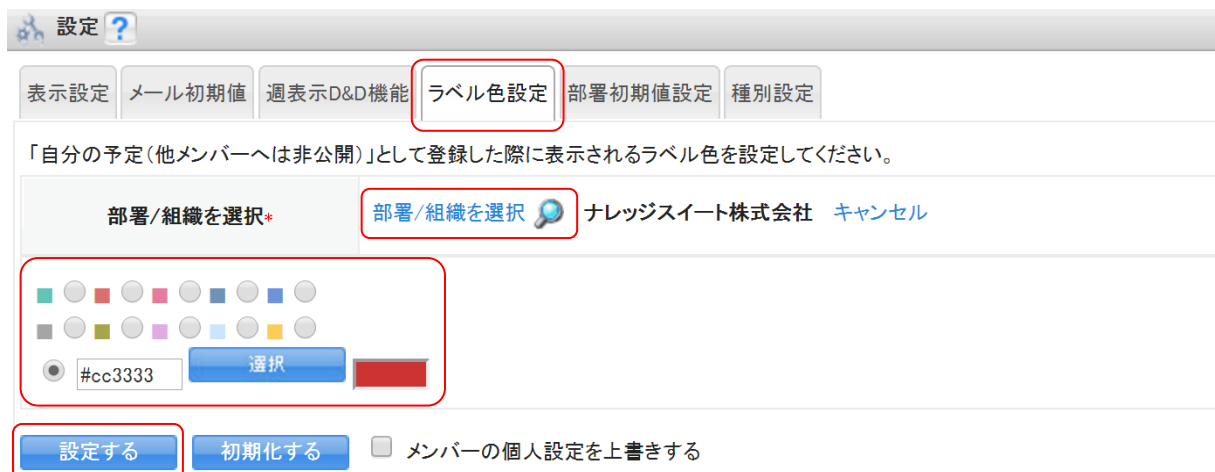 設定 ?
表示設定 メール初期値 週表示D&D機能 ラベル色設定 部署初期値設定 種別設定
「自分の予定(他メンバーへは非公開)」として登録した際に表示されるラベル色を設定してください。
部署/組織を選択* 部署/組織を選択 ナレッジスイート株式会社 キャンセル
#cc3333 選択
設定する 初期化する メンバーの個人設定を上書きする